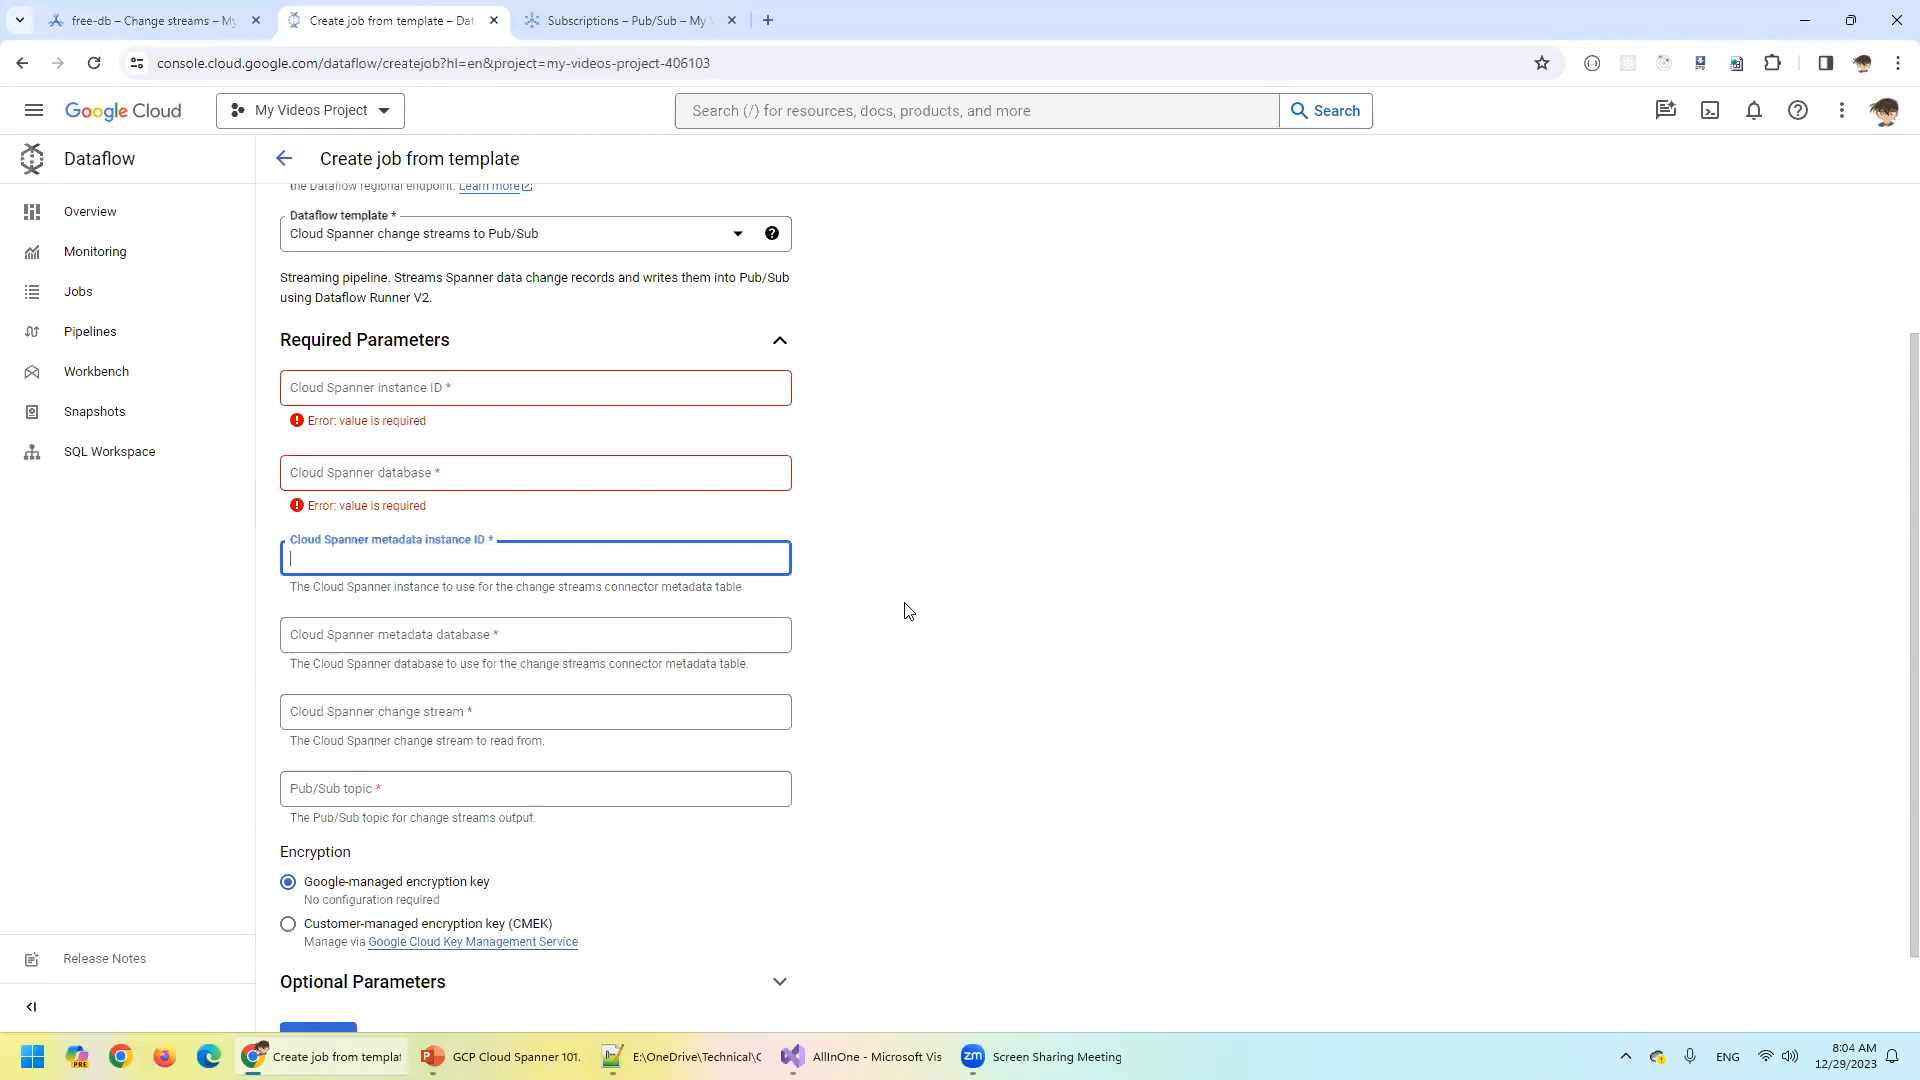 free-db – Change streams – My
Create job from template – Dat
Subscriptions – Pub/Sub – My
console.cloud.google.com/dataflow/createjob?hl=en&project=my-videos-project-406103
Google Cloud
My Videos Project
Search (/) for resources, docs, products, and more
Search
Dataflow
Create job from template
Overview
Monitoring
Jobs
Pipelines
Workbench
Snapshots
SQL Workspace
Release Notes
the Dataflow regional endpoint. Learn more
Dataflow template *
Cloud Spanner change streams to Pub/Sub
Streaming pipeline. Streams Spanner data change records and writes them into Pub/Sub
using Dataflow Runner V2.
Required Parameters
Cloud Spanner instance ID *
Error: value is required
Cloud Spanner database *
Error: value is required
Cloud Spanner metadata instance ID *
The Cloud Spanner instance to use for the change streams connector metadata table.
Cloud Spanner metadata database *
The Cloud Spanner database to use for the change streams connector metadata table.
Cloud Spanner change stream *
The Cloud Spanner change stream to read from.
Pub/Sub topic *
The Pub/Sub topic for change streams output.
Encryption
Google-managed encryption key
No configuration required
Customer-managed encryption key (CMEK)
Manage via Google Cloud Key Management Service
Optional Parameters
PRE
Create job from templat
GCP Cloud Spanner 101.
E:\OneDrive\Technical\C
AllInOne - Microsoft Vis
zm
Screen Sharing Meeting
ENG
8:04 AM
12/29/2023